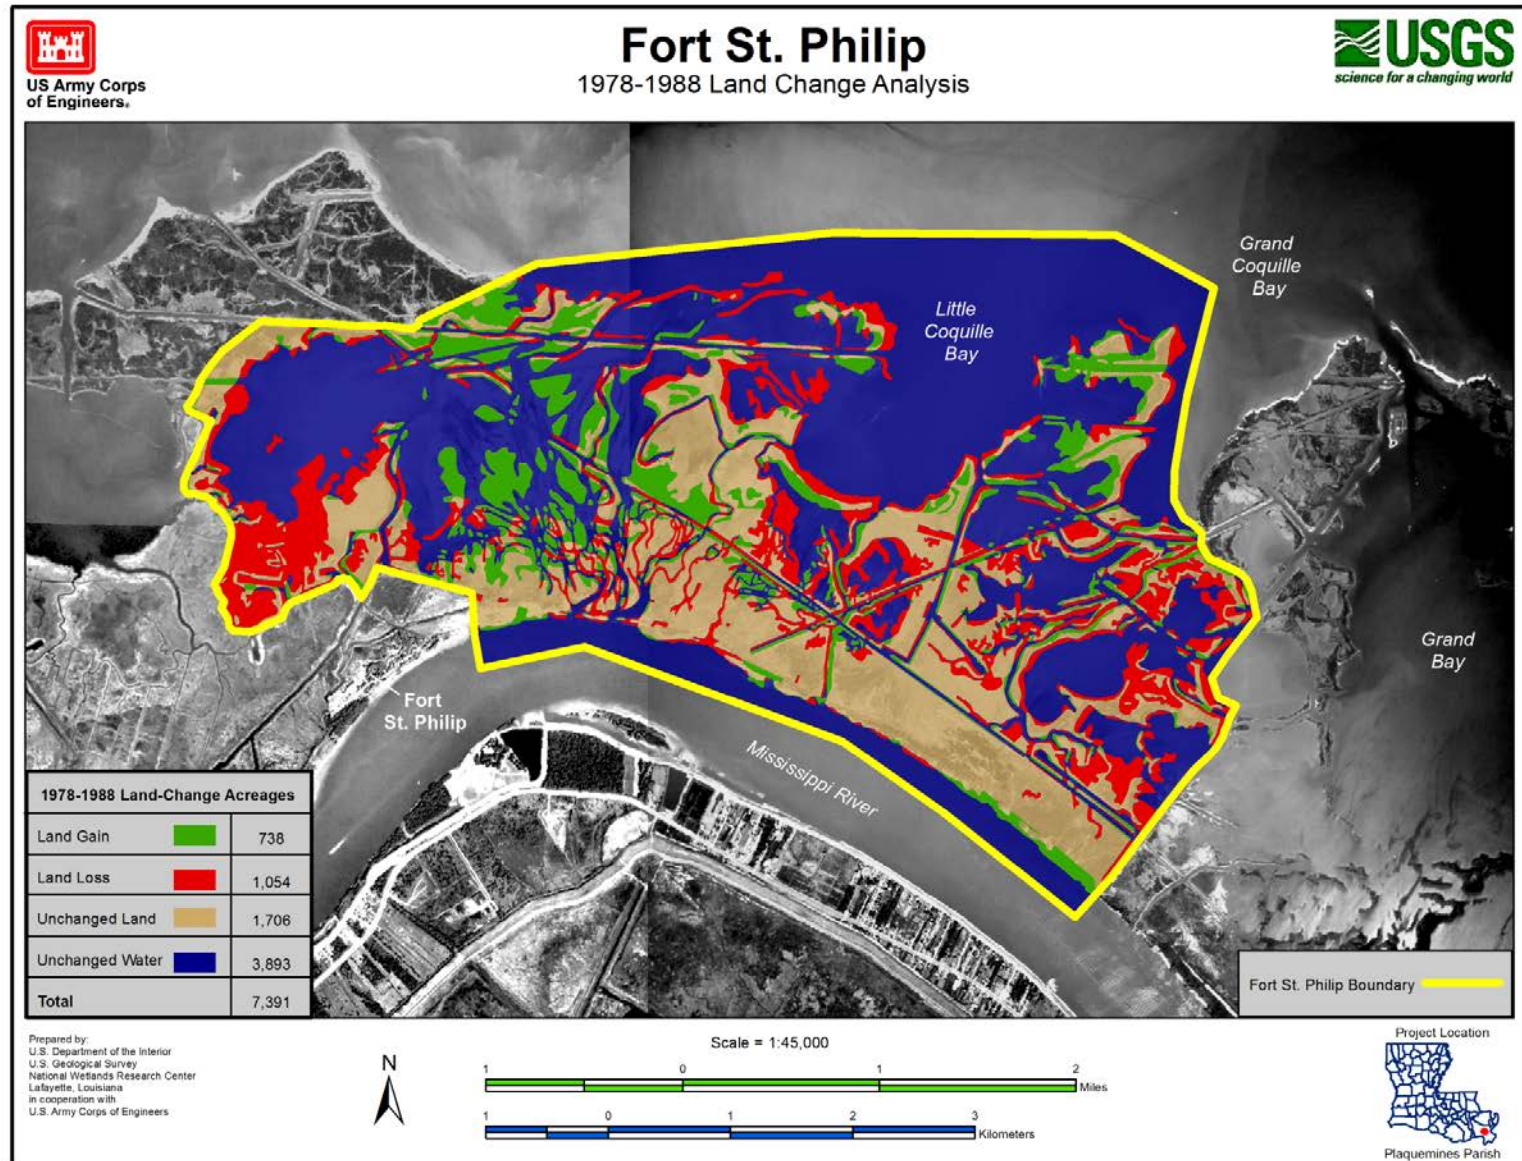 US Army Corps
of Engineers®
Fort St. Philip
1978-1988 Land Change Analysis
USGS
science for a changing world
Grand
Coquille
Bay
Little
Coquille
Bay
Grand
Bay
Fort
St. Philip
Mississippi River
1978-1988 Land-Change Acreages
Land Gain 738
Land Loss 1,054
Unchanged Land 1,706
Unchanged Water 3,893
Total 7,391
Fort St. Philip Boundary
Prepared by:
U.S. Department of the Interior
U.S. Geological Survey
National Wetlands Research Center
Lafayette, Louisiana
in cooperation with
U.S. Army Corps of Engineers
N
Scale = 1:45,000
1 0 1 2
Miles
1 0 1 2 3
Kilometers
Project Location
Plaquemines Parish